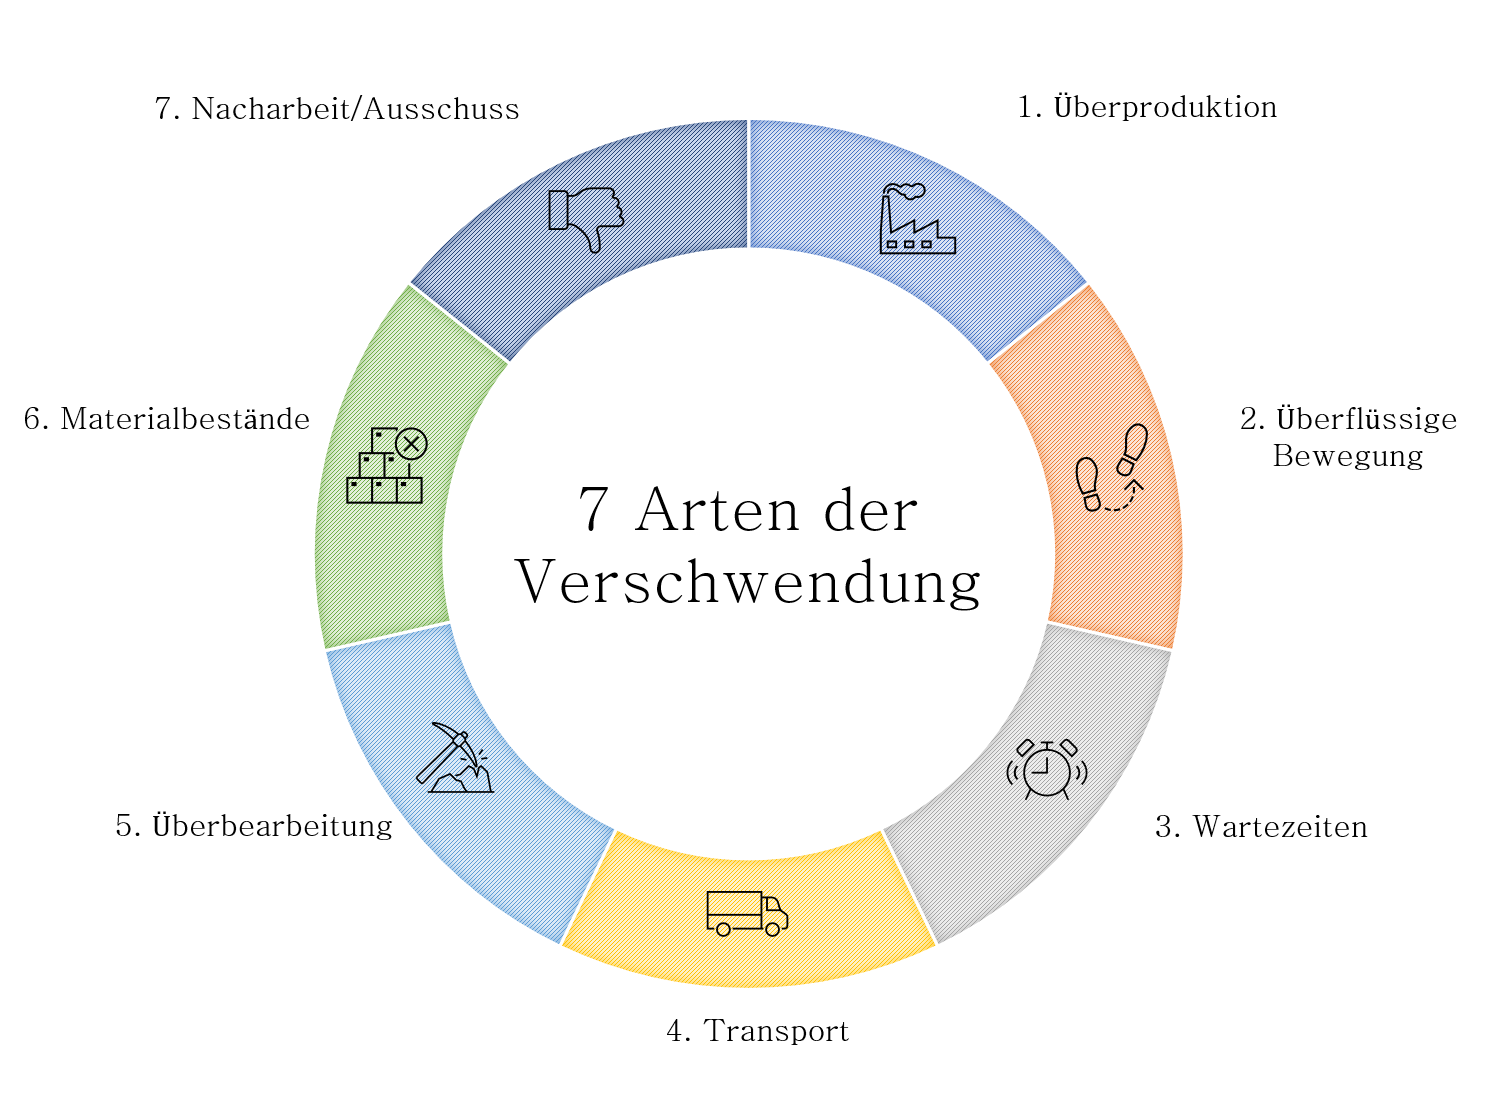 7 Arten der
Verschwendung
1. Überproduktion
2. Überflüssige
Bewegung
3. Wartezeiten
4. Transport
5. Überbearbeitung
6. Materialbestände
7. Nacharbeit/Ausschuss